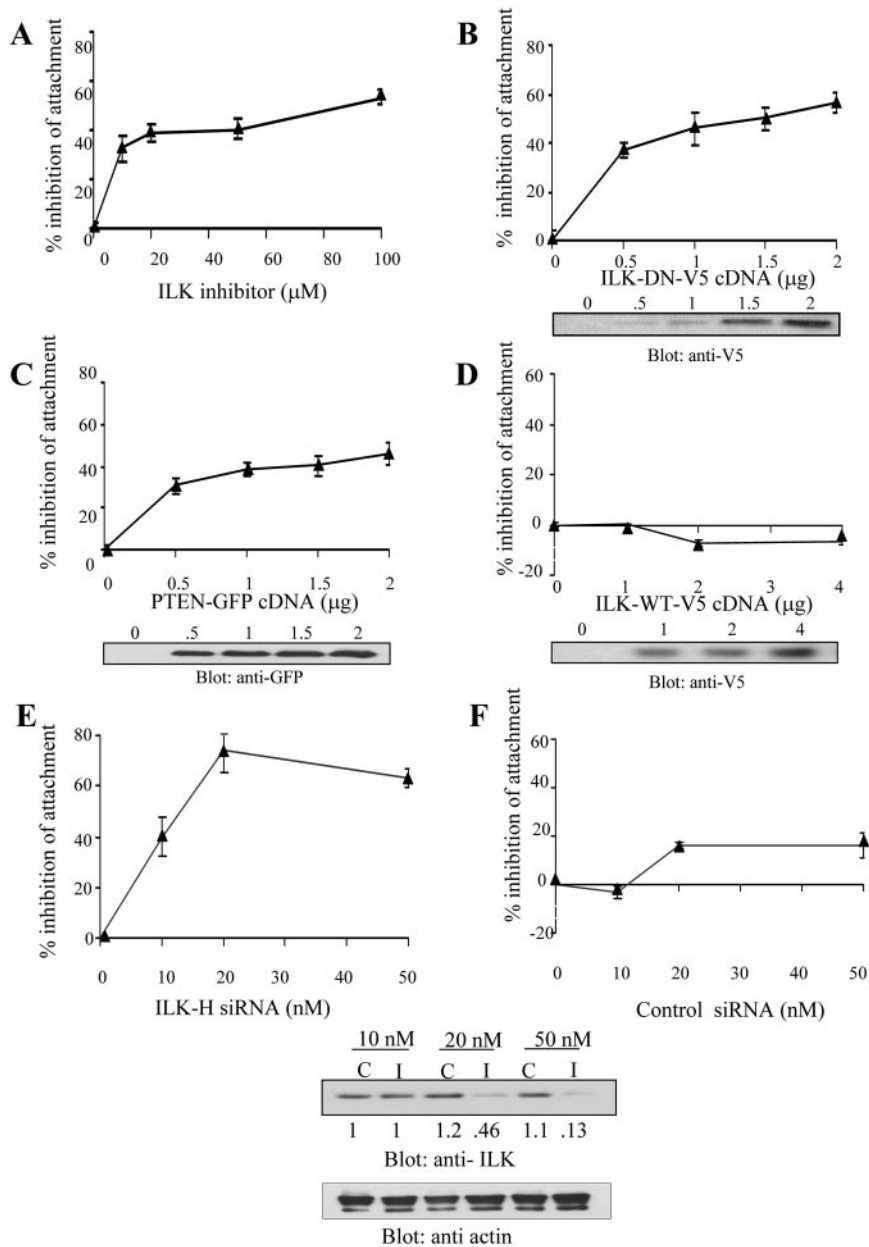 A
% inhibition of attachment
80
60
40
20
0
0 20 40 60 80 100
ILK inhibitor (μM)
B
% inhibition of attachment
80
60
40
20
0
0.5 1 1.5 2
ILK-DN-V5 cDNA (μg)
0 .5 1 1.5 2
Blot: anti-V5
C
% inhibition of attachment
80
60
40
20
0
0 0.5 1 1.5 2
PTEN-GFP cDNA (μg)
0 .5 1 1.5 2
Blot: anti-GFP
D
% inhibition of attachment
60
40
20
0
-20
0 1 2 3 4
ILK-WT-V5 cDNA (μg)
0 1 2 4
Blot: anti-V5
E
% inhibition of attachment
80
60
40
20
0
0 10 20 30 40 50
ILK-H siRNA (nM)
F
% inhibition of attachment
60
40
20
0
-20
0 10 20 30 40 50
Control siRNA (nM)
10 nM 20 nM 50 nM
C I C I C I
1 1 1.2 .46 1.1 .13
Blot: anti- ILK
Blot: anti actin